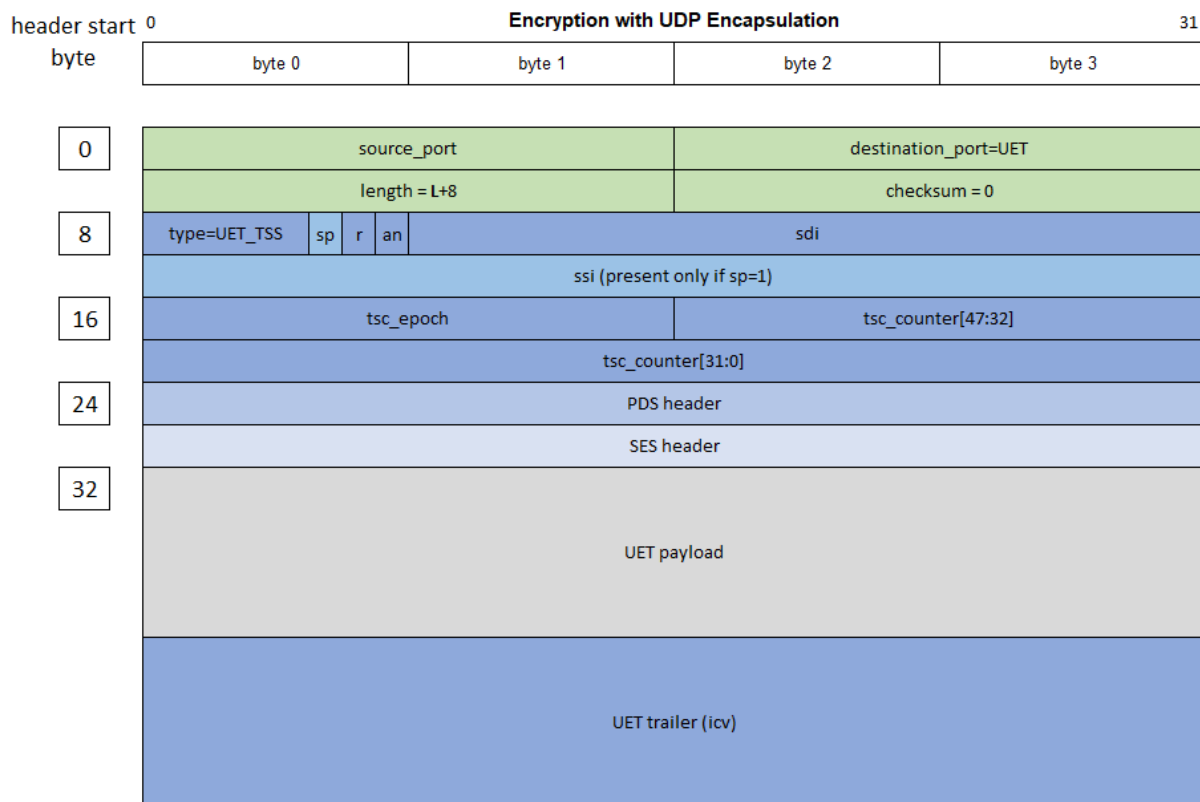 header start
byte
0
Encryption with UDP Encapsulation
31
byte 0
byte 1
byte 2
byte 3
0
source_port
destination_port=UET
length = L+8
checksum = 0
8
type=UET_TSS
sp
r
an
sdi
ssi (present only if sp=1)
16
tsc_epoch
tsc_counter[47:32]
tsc_counter[31:0]
24
PDS header
SES header
32
UET payload
UET trailer (icv)